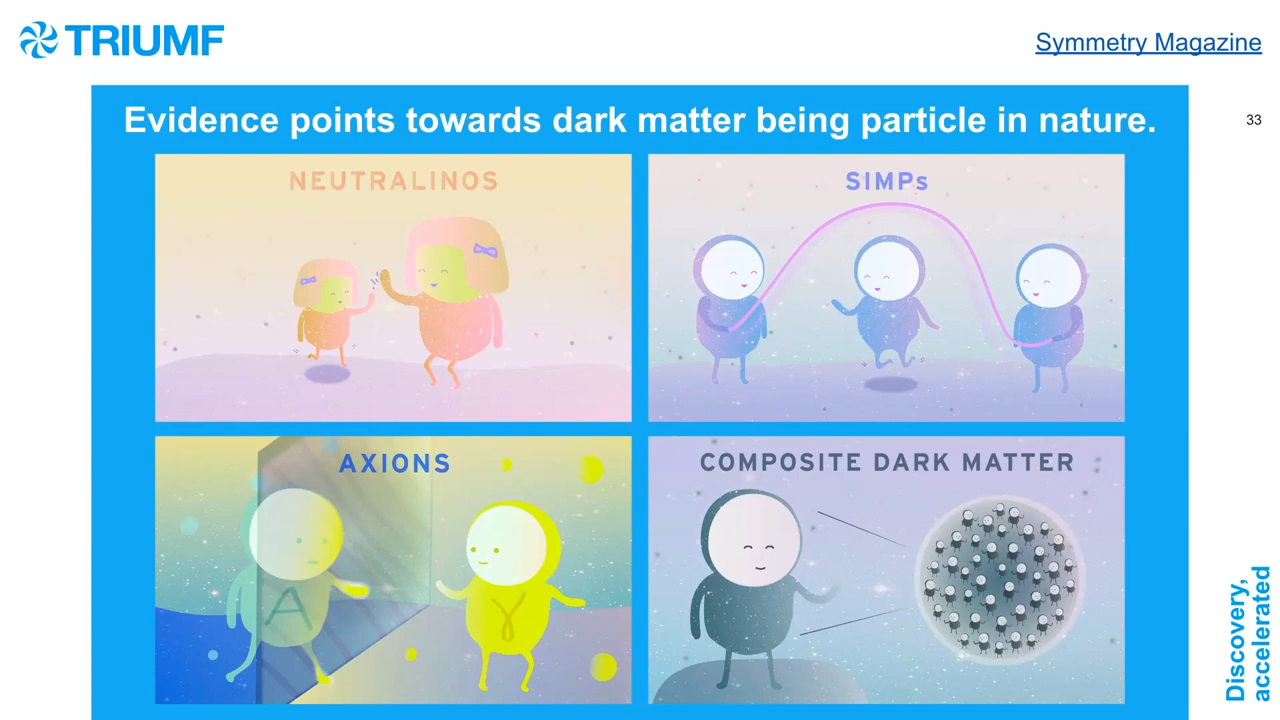 TRIUMF
Symmetry Magazine
Evidence points towards dark matter being particle in nature.
33
NEUTRALINOS
SIMPs
AXIONS
A
γ
COMPOSITE DARK MATTER
Discovery,
accelerated